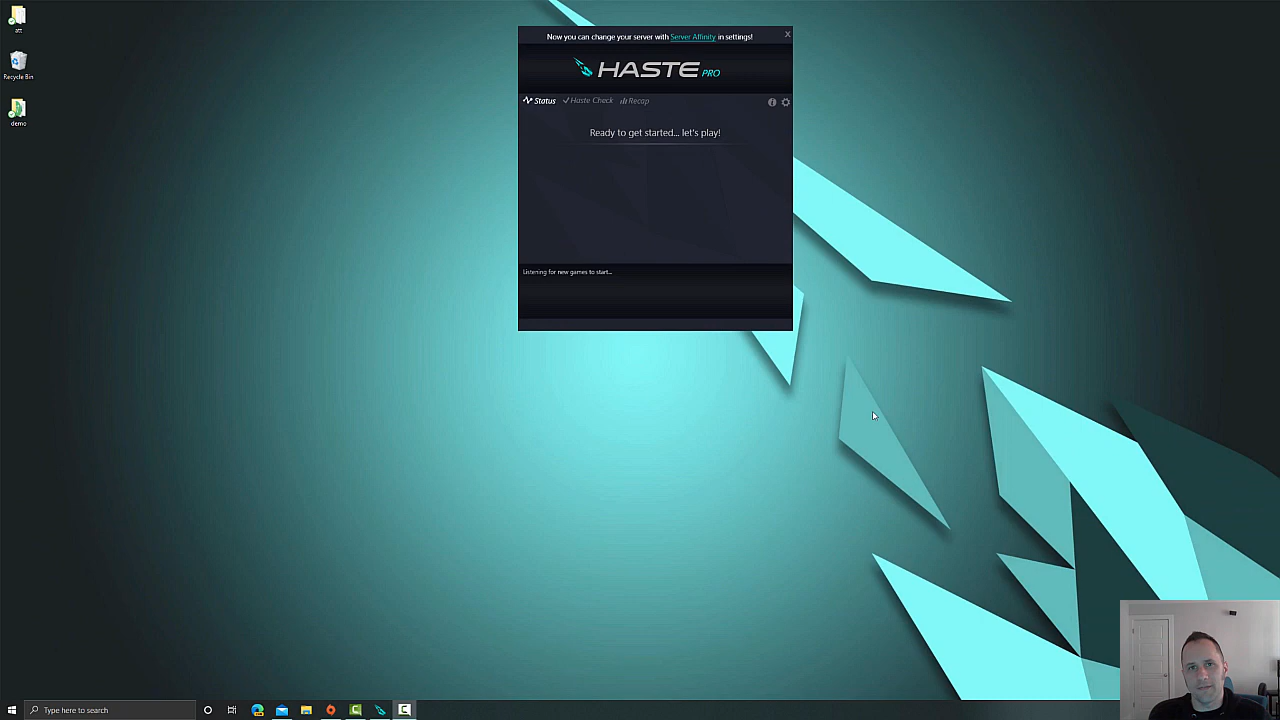 att
Recycle Bin
demo
Now you can change your server with Server Affinity in settings!
x
HASTE PRO
Status Haste Check Recap
Ready to get started... let's play!
Listening for new games to start...
Type here to search